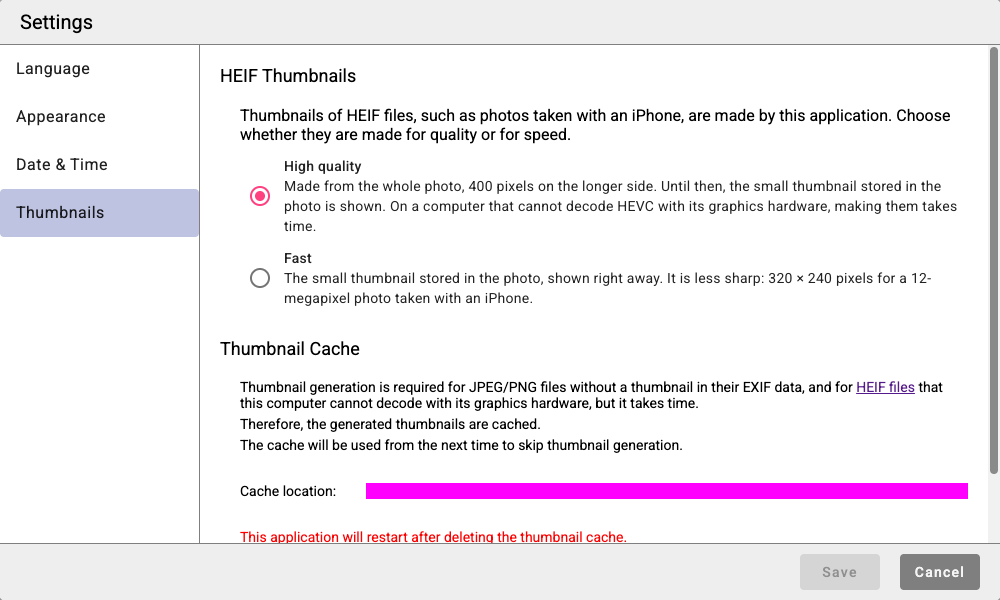 Settings
Language
Appearance
Date & Time
Thumbnails
HEIF Thumbnails
Thumbnails of HEIF files, such as photos taken with an iPhone, are made by this application. Choose
whether they are made for quality or for speed.
High quality
Made from the whole photo, 400 pixels on the longer side. Until then, the small thumbnail stored in the
photo is shown. On a computer that cannot decode HEVC with its graphics hardware, making them takes
time.
Fast
The small thumbnail stored in the photo, shown right away. It is less sharp: 320 × 240 pixels for a 12-
megapixel photo taken with an iPhone.
Thumbnail Cache
Thumbnail generation is required for JPEG/PNG files without a thumbnail in their EXIF data, and for HEIF files that
this computer cannot decode with its graphics hardware, but it takes time.
Therefore, the generated thumbnails are cached.
The cache will be used from the next time to skip thumbnail generation.
Cache location:
This application will restart after deleting the thumbnail cache.
Save
Cancel